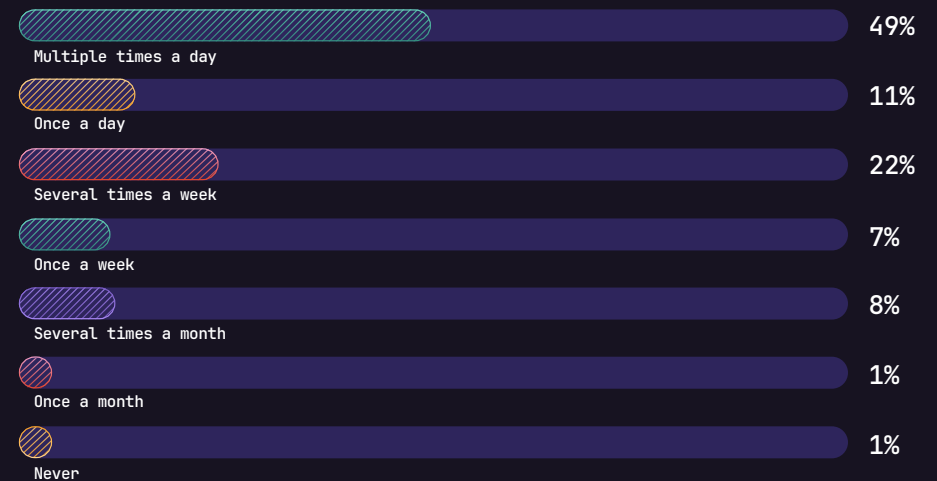 49%
Multiple times a day
11%
Once a day
22%
Several times a week
7%
Once a week
8%
Several times a month
1%
Once a month
1%
Never